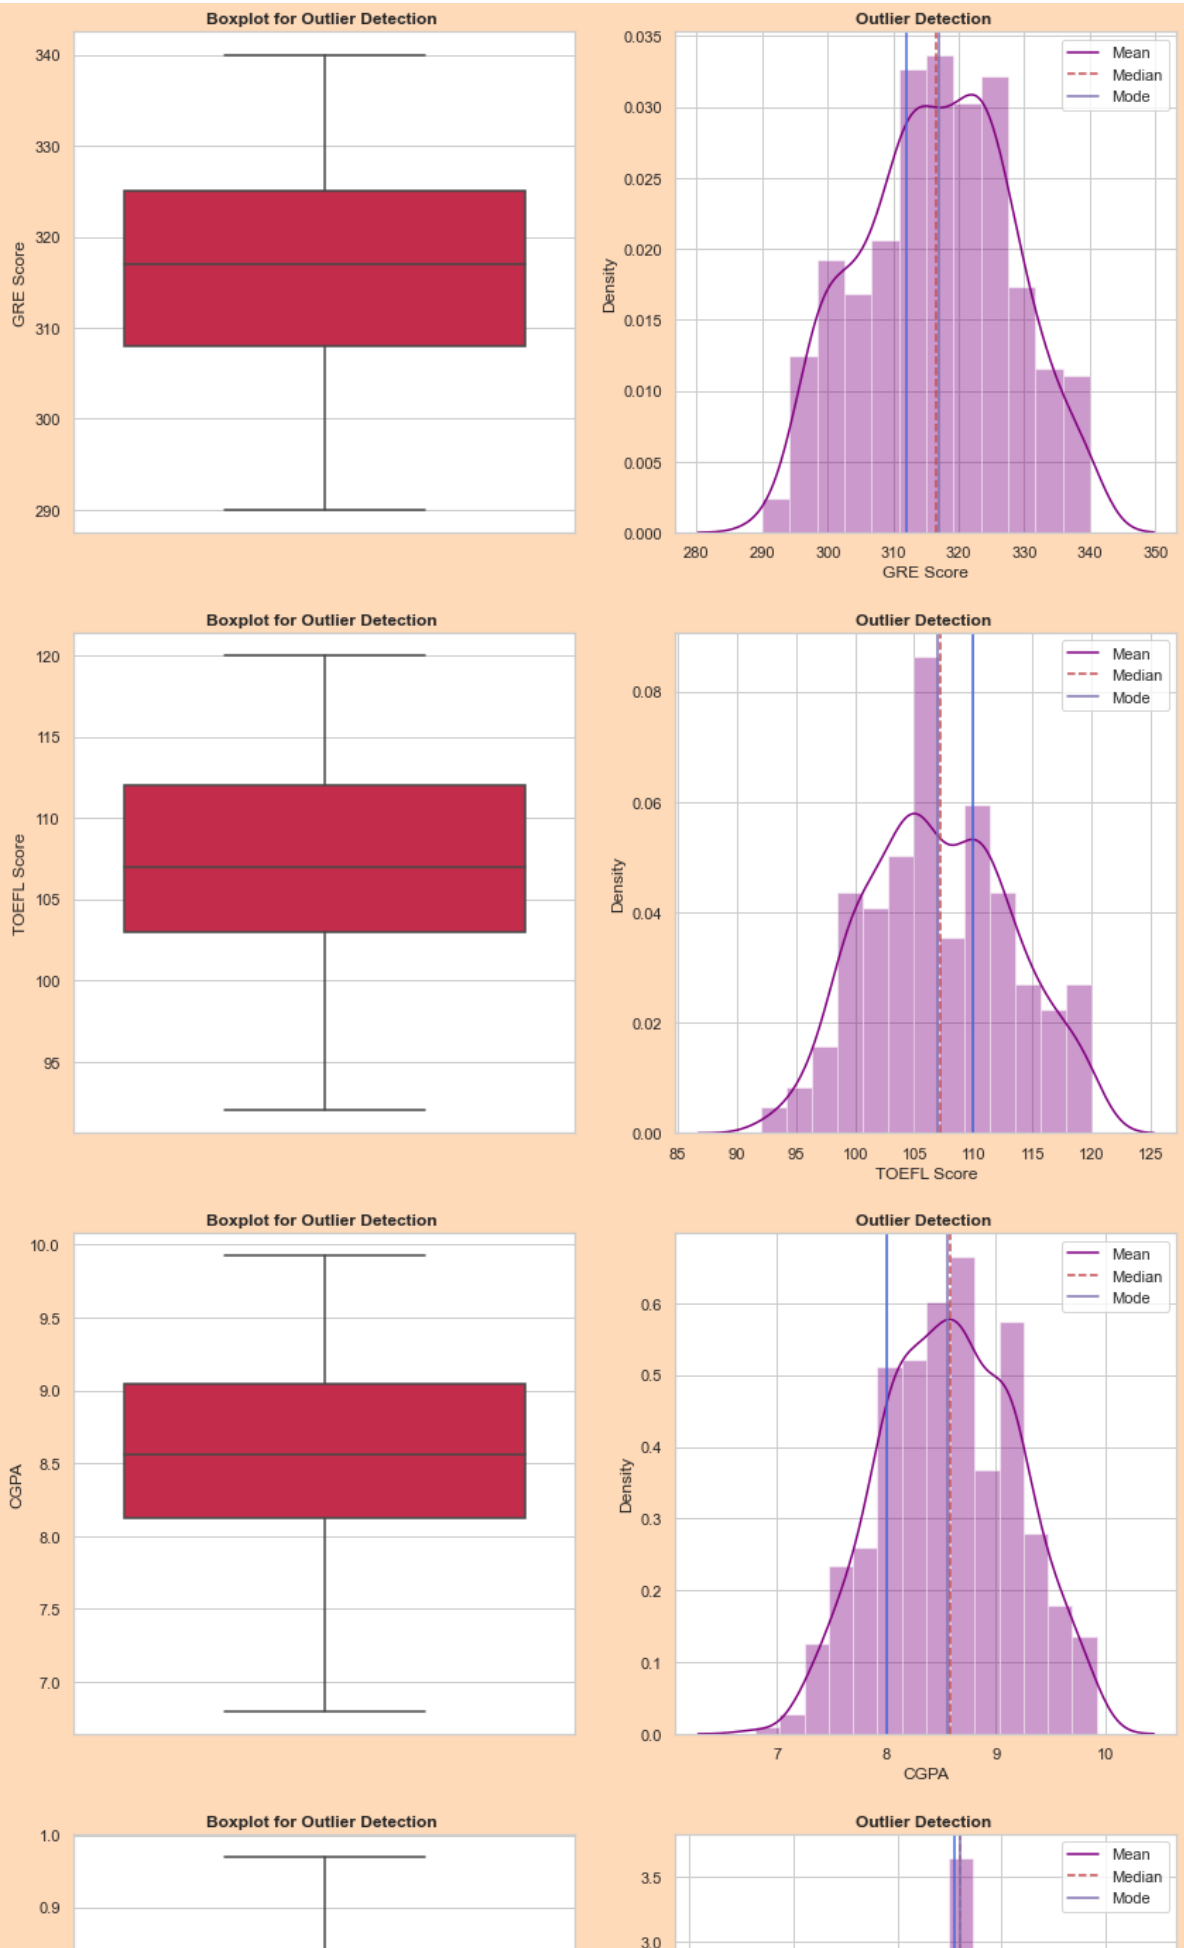 Boxplot for Outlier Detection
340
330
320
310
300
290
GRE Score
Outlier Detection
0.035
0.030
0.025
0.020
0.015
0.010
0.005
0.000
Density
Mean
Median
Mode
280 290 300 310 320 330 340 350
GRE Score
Boxplot for Outlier Detection
120
115
110
105
100
95
TOEFL Score
Outlier Detection
0.08
0.06
0.04
0.02
0.00
Density
Mean
Median
Mode
85 90 95 100 105 110 115 120 125
TOEFL Score
Boxplot for Outlier Detection
10.0
9.5
9.0
8.5
8.0
7.5
7.0
CGPA
Outlier Detection
0.6
0.5
0.4
0.3
0.2
0.1
0.0
Density
Mean
Median
Mode
7 8 9 10
CGPA
Boxplot for Outlier Detection
1.0
0.9
Outlier Detection
3.5
3.0
Mean
Median
Mode